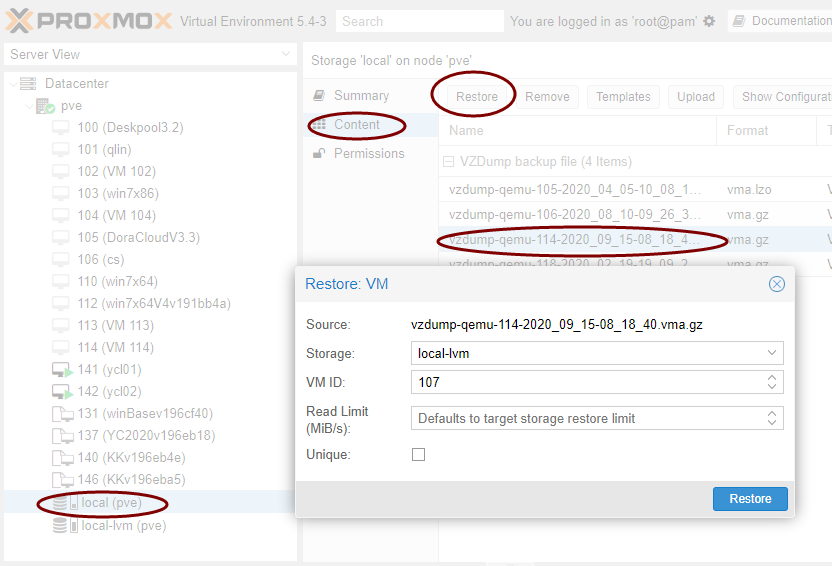 PROXMOX Virtual Environment 5.4-3 Search You are logged in as 'root@pam' Documentation
Server View
Datacenter
pve
100 (Deskpool3.2)
101 (qlin)
102 (VM 102)
103 (win7x86)
104 (VM 104)
105 (DoraCloudV3.3)
106 (cs)
110 (win7x64)
112 (win7x64V4v191bb4a)
113 (VM 113)
114 (VM 114)
141 (ycl01)
142 (ycl02)
131 (winBasev196cf40)
137 (YC2020v196eb18)
140 (KKv196eb4e)
146 (KKv196eba5)
local (pve)
local-lvm (pve)
Storage 'local' on node 'pve'
Summary
Content
Permissions
Restore Remove Templates Upload Show Configurat
Name Format
VZDump backup file (4 Items)
vzdump-qemu-105-2020_04_05-10_08_1... vma.lzo
vzdump-qemu-106-2020_08_10-09_26_3... vma.gz
vzdump-qemu-114-2020_09_15-08_18_4... vma.gz
vzdump-qemu-118-2020_02_19-19_09_2... vma.gz
Restore: VM
Source: vzdump-qemu-114-2020_09_15-08_18_40.vma.gz
Storage: local-lvm
VM ID: 107
Read Limit
(MiB/s): Defaults to target storage restore limit
Unique:
Restore